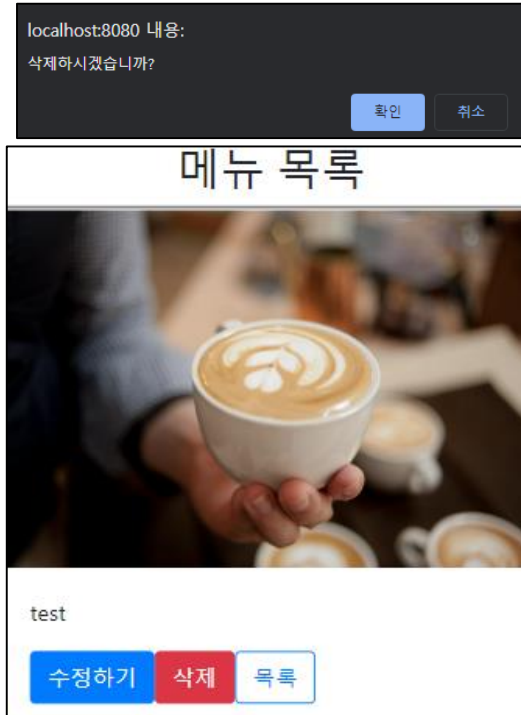 localhost:8080 내용:
삭제하시겠습니까?
확인 취소
메뉴 목록
test
수정하기 삭제 목록